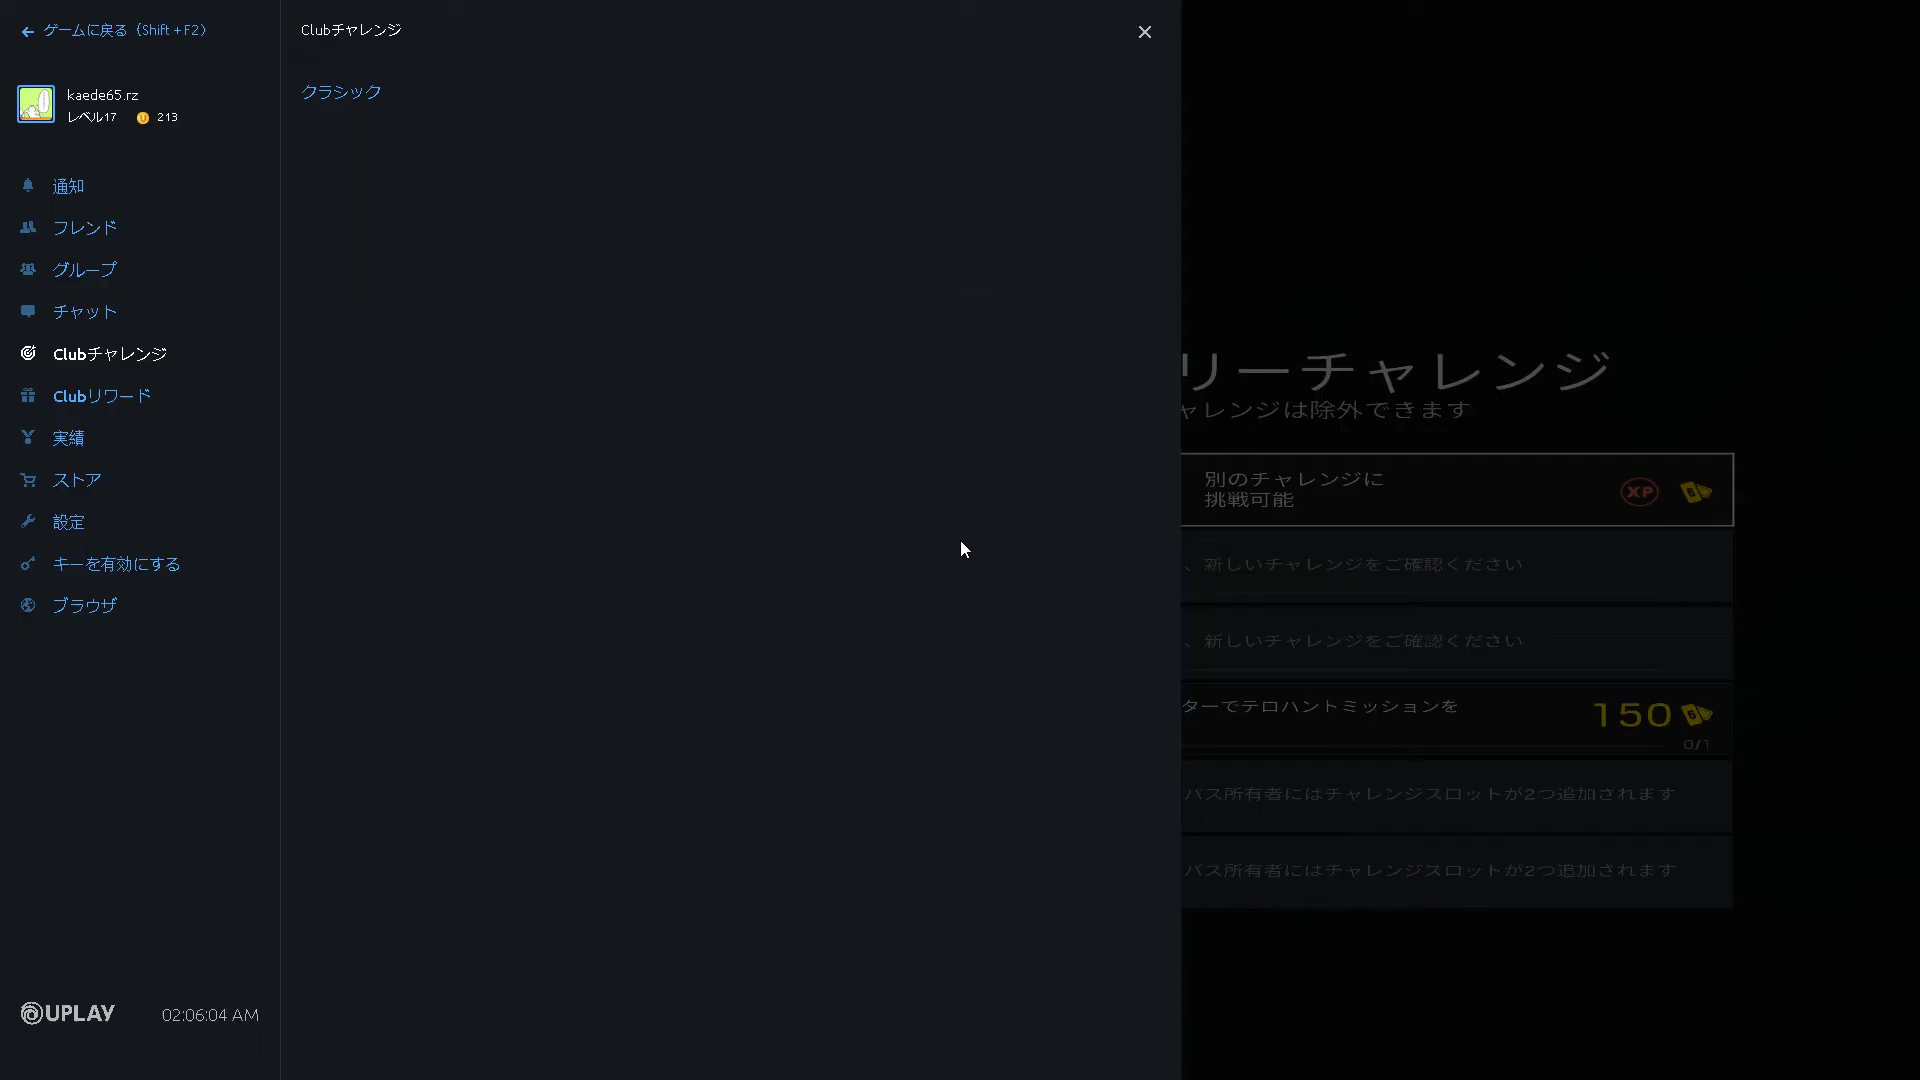 ゲームに戻る（Shift + F2）
kaede65.rz
レベル17 213
通知
フレンド
グループ
チャット
Clubチャレンジ
Clubリワード
実績
ストア
設定
キーを有効にする
ブラウザ
UPLAY 02:06:04 AM
Clubチャレンジ
クラシック
リーチャレンジ
ャレンジは除外できます
別のチャレンジに
挑戦可能
XP
、新しいチャレンジをご確認ください
、新しいチャレンジをご確認ください
ターでテロハントミッションを
150
0/1
パス所有者にはチャレンジスロットが2つ追加されます
パス所有者にはチャレンジスロットが2つ追加されます